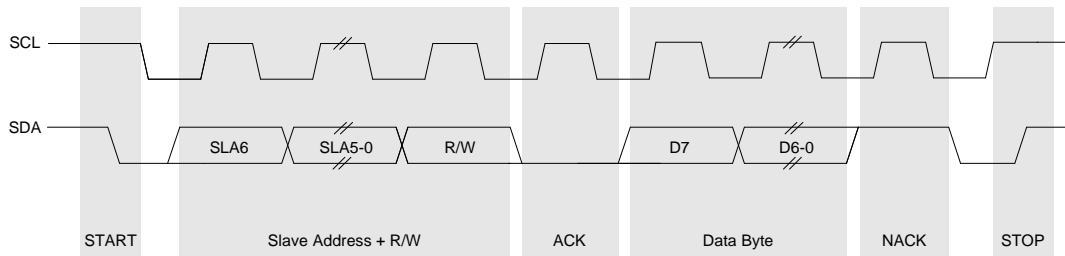 SCL
SDA
SLA6 SLA5-0 R/W D7 D6-0
START Slave Address + R/W ACK Data Byte NACK STOP